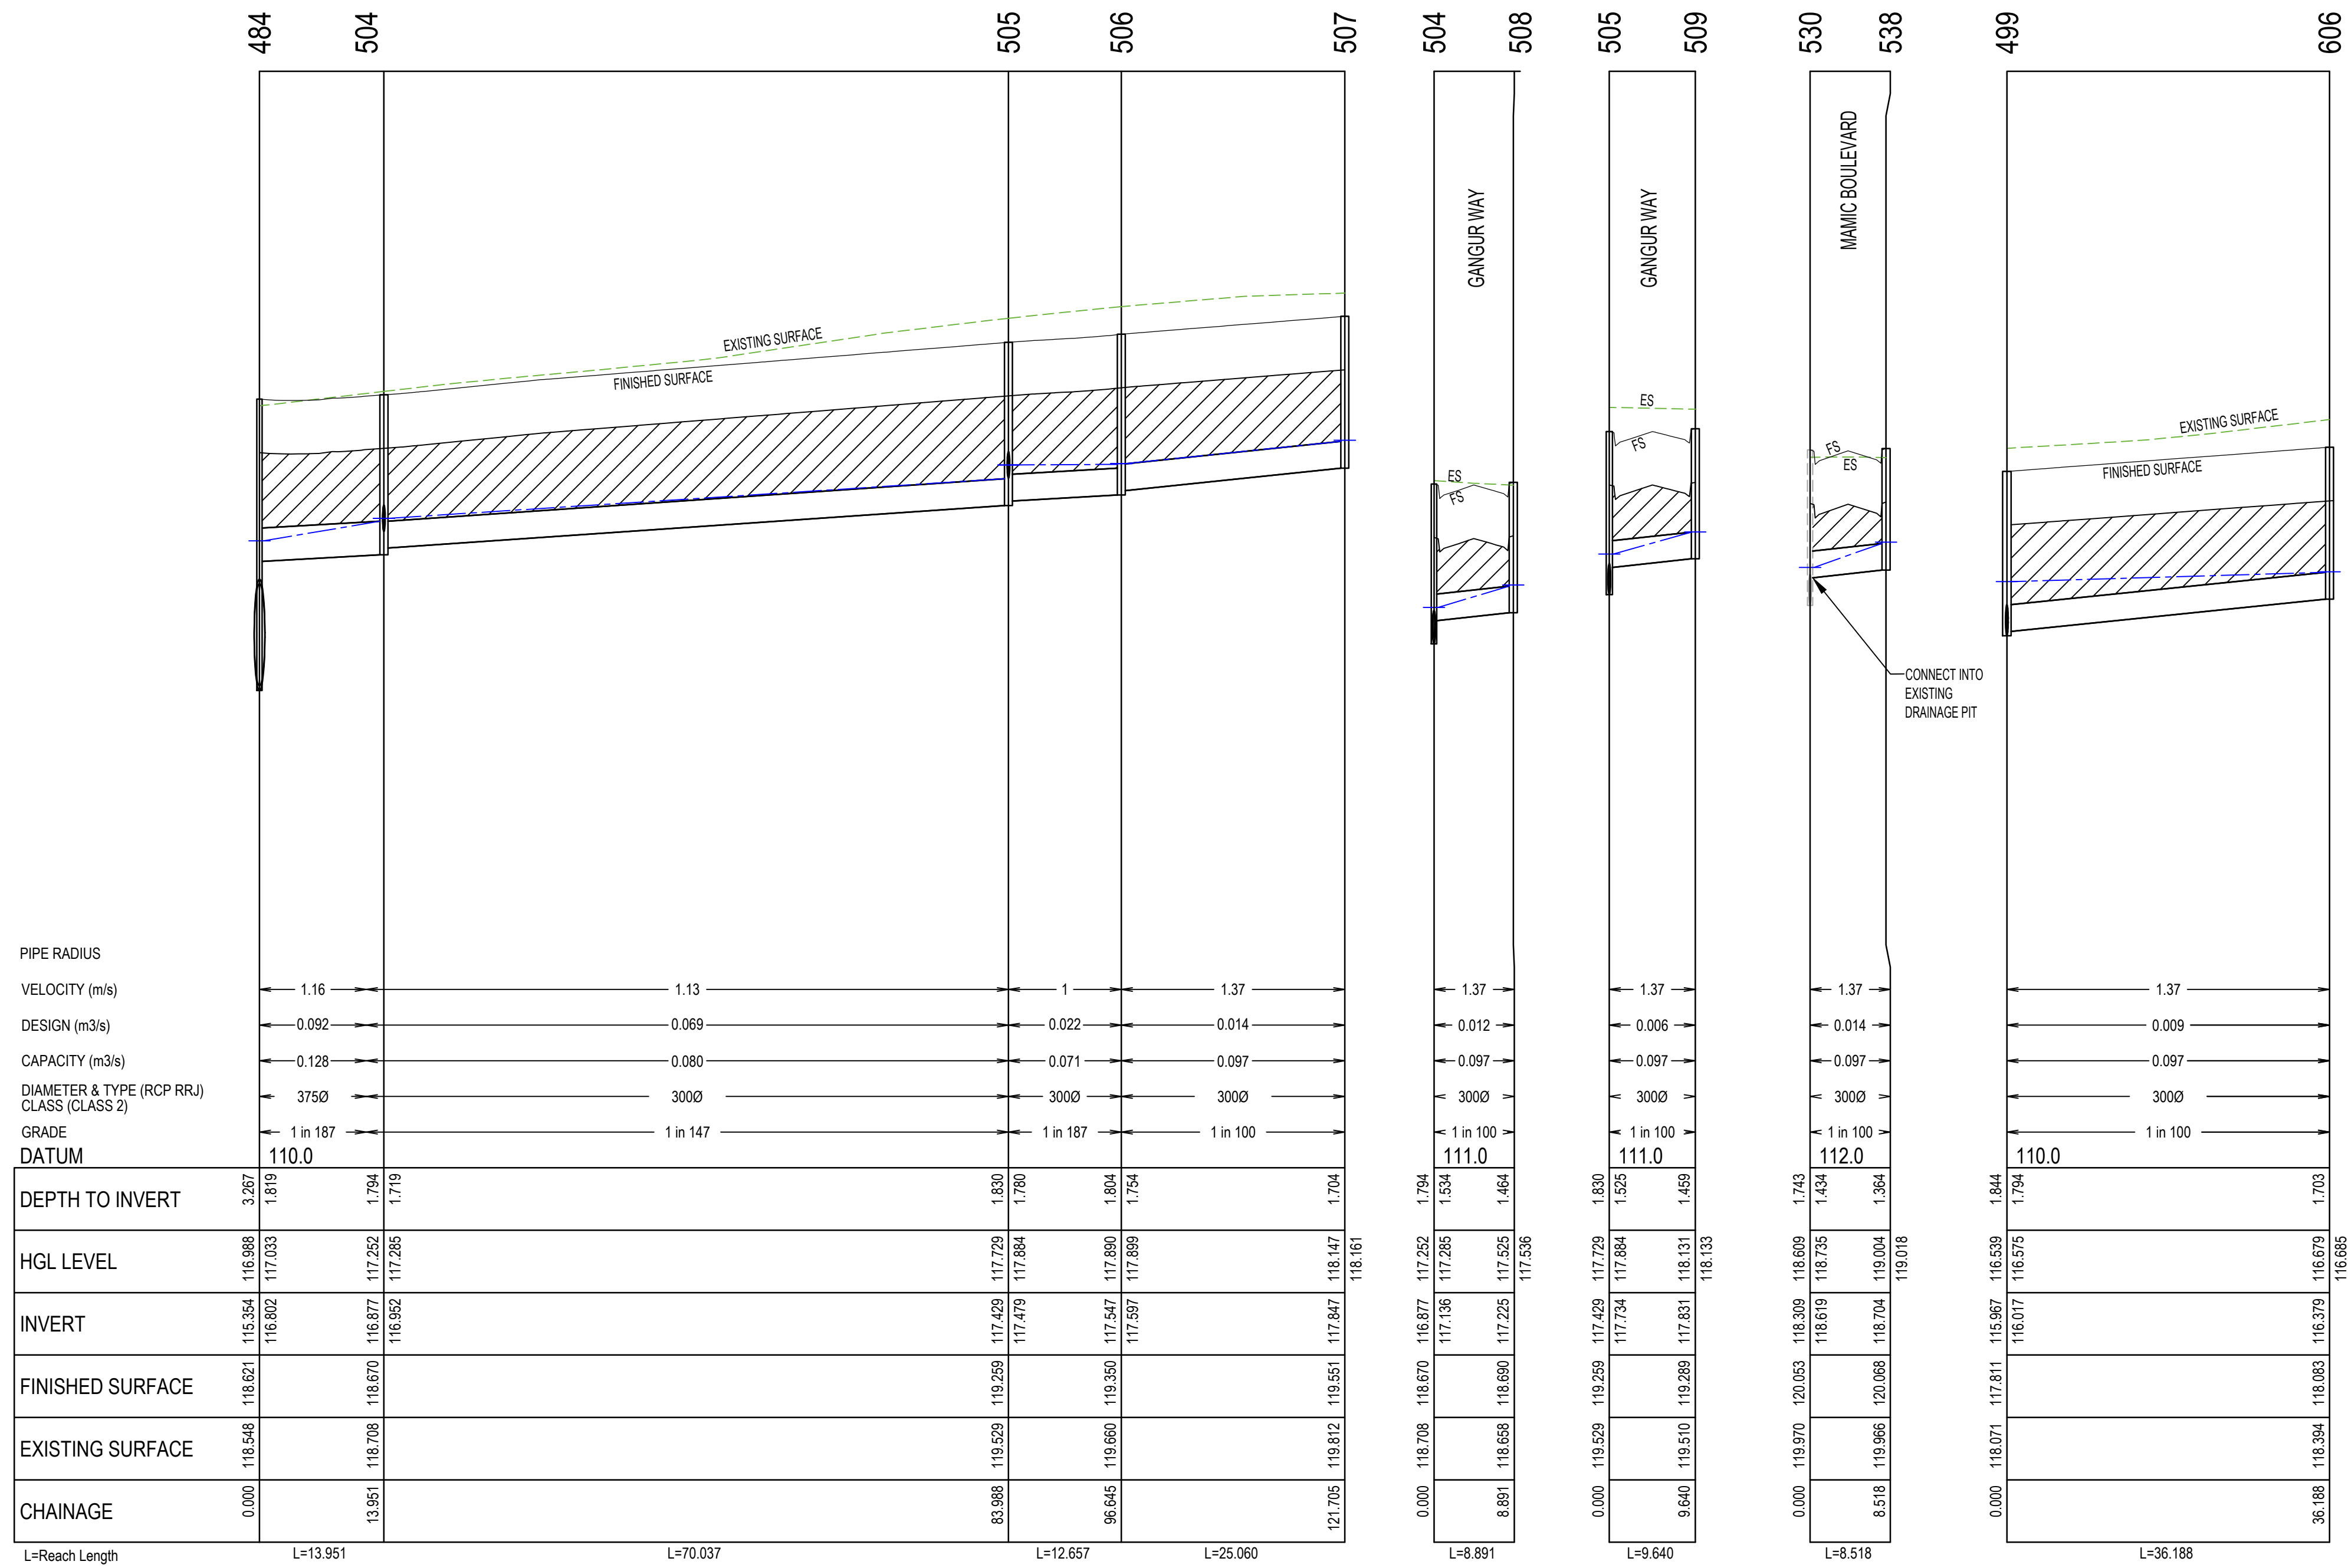 484 504 505 506 507 504 508 505 509 530 538 499 606
GANGUR WAY
GANGUR WAY
MAMIC BOULEVARD
EXISTING SURFACE
FINISHED SURFACE
ES
FS
ES
FS
FS
ES
EXISTING SURFACE
FINISHED SURFACE
CONNECT INTO
EXISTING
DRAINAGE PIT
PIPE RADIUS
VELOCITY (m/s) 1.16 1.13 1 1.37 1.37 1.37 1.37 1.37
DESIGN (m3/s) 0.092 0.069 0.022 0.014 0.012 0.006 0.014 0.009
CAPACITY (m3/s) 0.128 0.080 0.071 0.097 0.097 0.097 0.097 0.097
DIAMETER & TYPE (RCP RRJ)
CLASS (CLASS 2) 375Ø 300Ø 300Ø 300Ø 300Ø 300Ø 300Ø 300Ø
GRADE 1 in 187 1 in 147 1 in 187 1 in 100 1 in 100 1 in 100 1 in 100 1 in 100
DATUM 110.0 111.0 111.0 112.0 110.0
DEPTH TO INVERT 3.267 1.819 1.794 1.719 1.830 1.780 1.804 1.754 1.704 1.794 1.534 1.464 1.830 1.525 1.459 1.743 1.434 1.364 1.844 1.794 1.703
HGL LEVEL 116.988 117.033 117.252 117.285 117.729 117.884 117.890 117.899 118.147 118.161 117.252 117.285 117.525 117.536 117.729 117.884 118.131 118.133 118.609 118.735 119.004 119.018 116.539 116.575 116.679 116.685
INVERT 115.354 116.802 116.877 116.952 117.429 117.479 117.547 117.597 117.847 116.877 117.136 117.225 117.429 117.734 117.831 118.309 118.619 118.704 115.967 116.017 116.379
FINISHED SURFACE 118.621 118.670 119.259 119.350 119.551 118.670 118.690 119.259 119.289 120.053 120.068 117.811 118.083
EXISTING SURFACE 118.548 118.708 119.529 119.660 119.812 118.708 118.658 119.529 119.510 119.970 119.966 118.071 118.394
CHAINAGE 0.000 13.951 83.988 96.645 121.705 0.000 8.891 0.000 9.640 0.000 8.518 0.000 36.188
L=Reach Length L=13.951 L=70.037 L=12.657 L=25.060 L=8.891 L=9.640 L=8.518 L=36.188